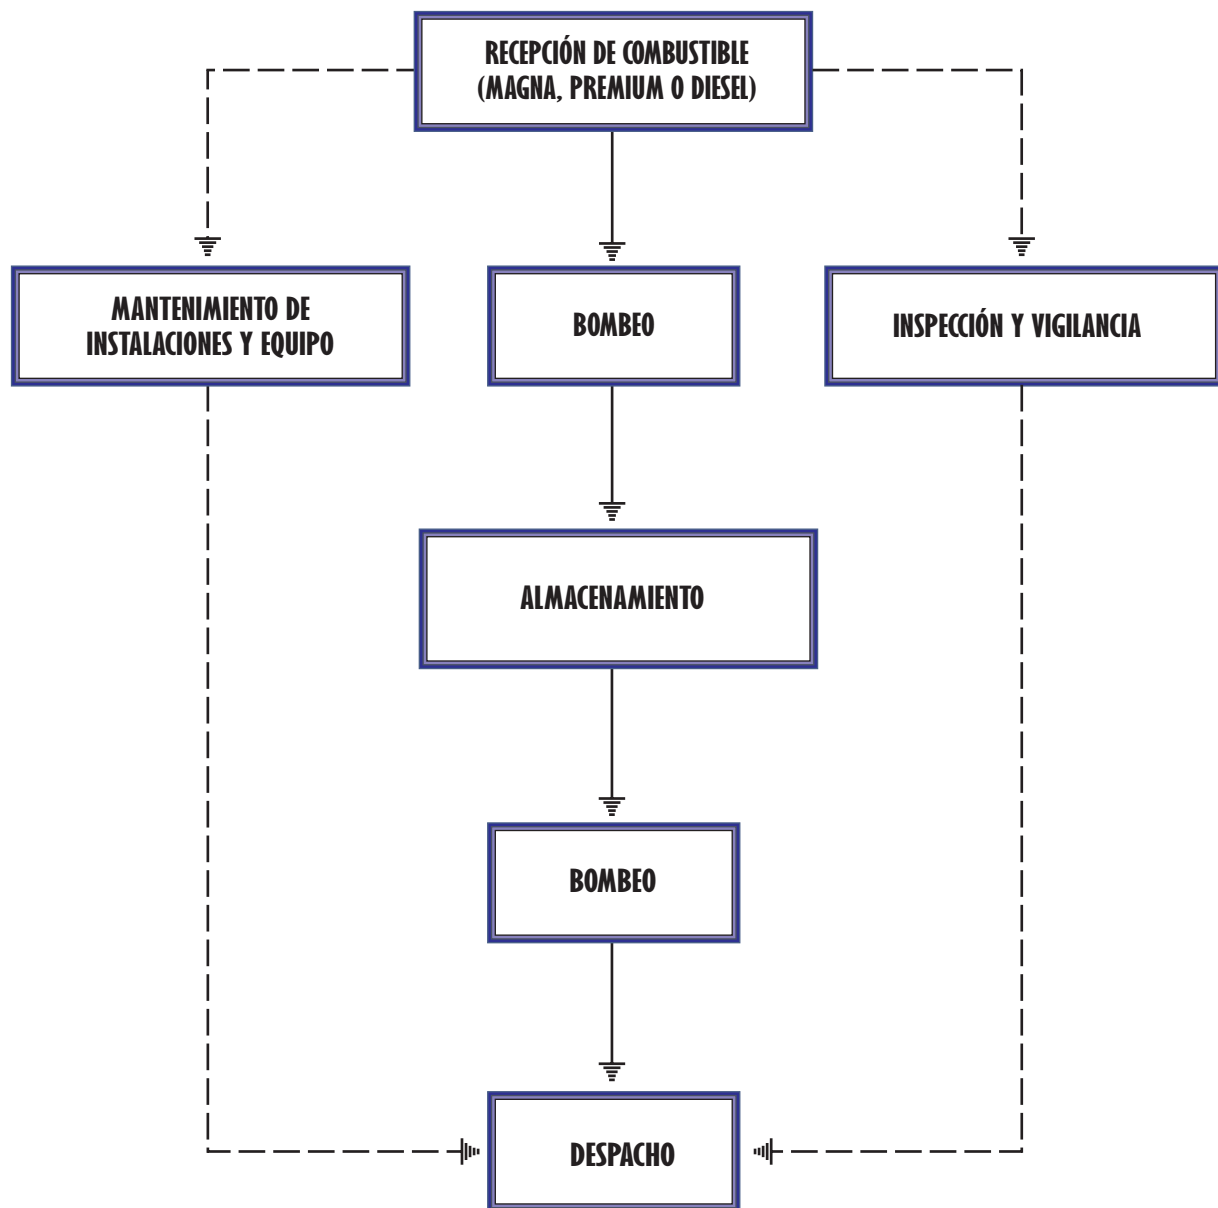 RECEPCIÓN DE COMBUSTIBLE
(MAGNA, PREMIUM O DIESEL)
MANTENIMIENTO DE
INSTALACIONES Y EQUIPO
BOMBEO
INSPECCIÓN Y VIGILANCIA
ALMACENAMIENTO
BOMBEO
DESPACHO